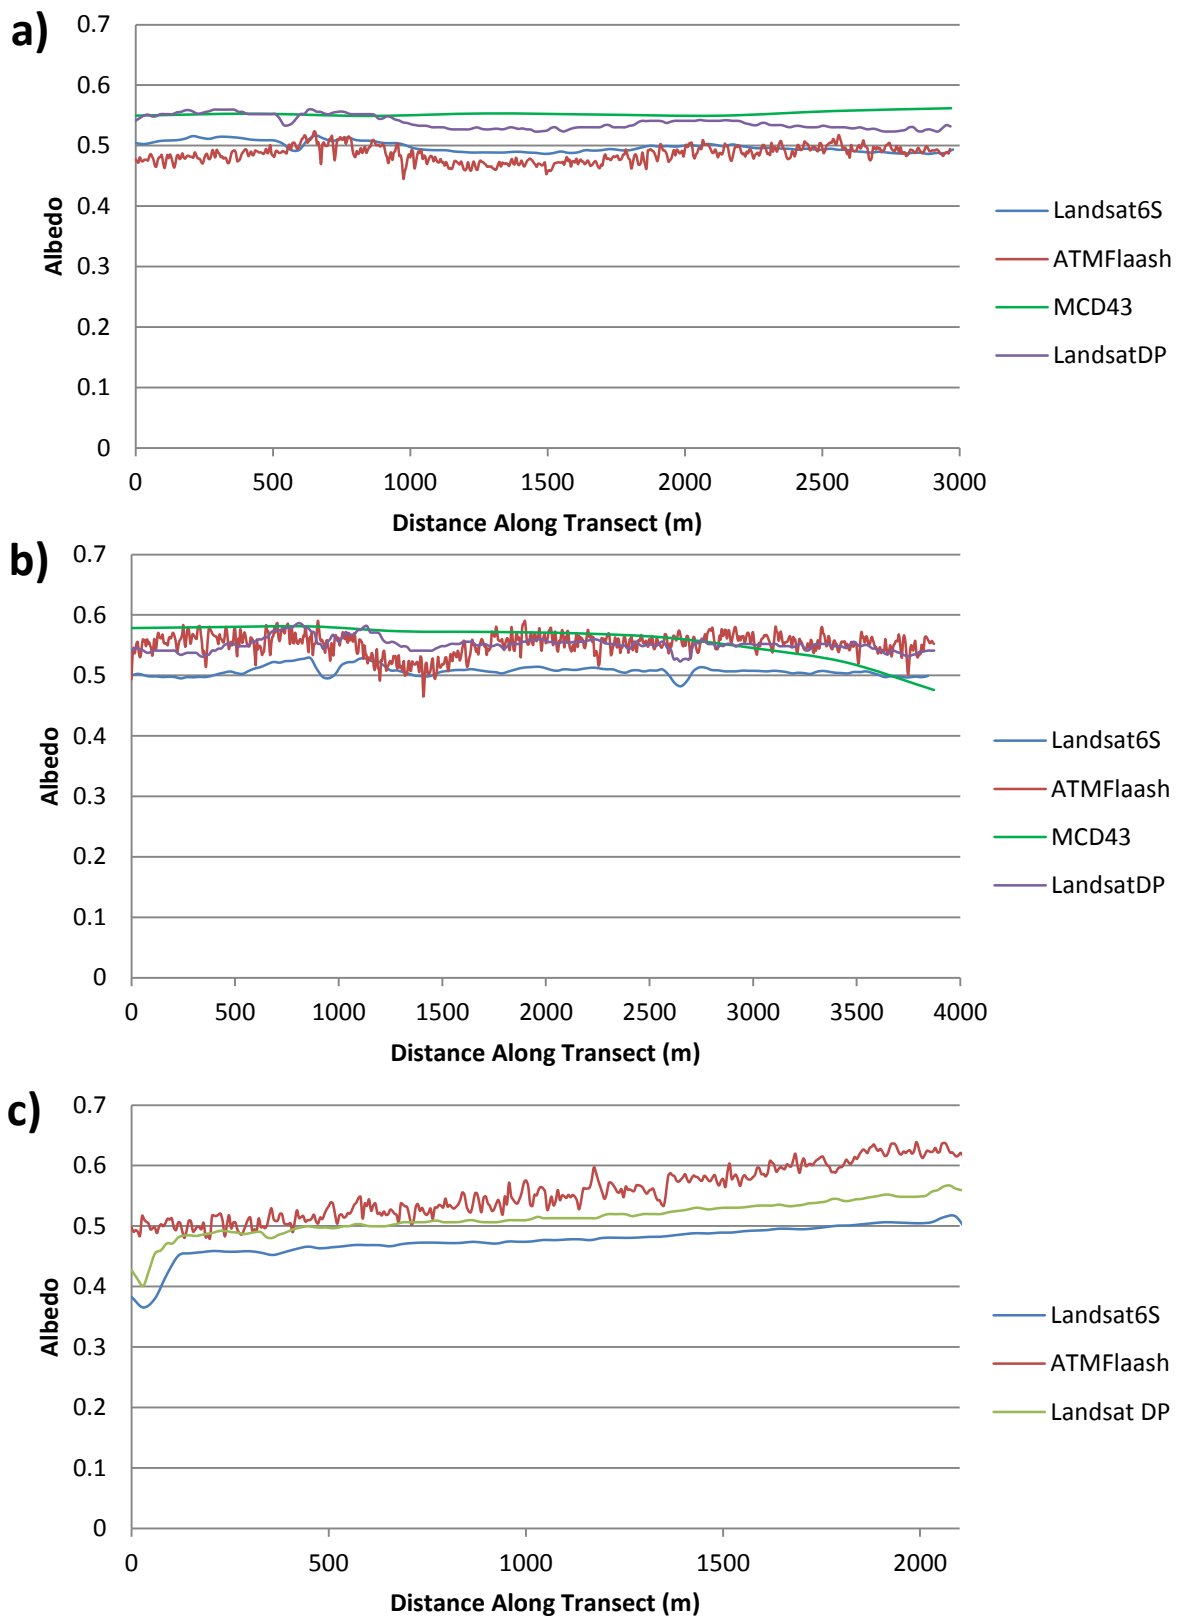 a)
0.7
0.6
0.5
0.4
0.3
0.2
0.1
0
Albedo
0 500 1000 1500 2000 2500 3000
Distance Along Transect (m)
Landsat6S
ATMFlaash
MCD43
LandsatDP
b)
0.7
0.6
0.5
0.4
0.3
0.2
0.1
0
Albedo
0 500 1000 1500 2000 2500 3000 3500 4000
Distance Along Transect (m)
Landsat6S
ATMFlaash
MCD43
LandsatDP
c)
0.7
0.6
0.5
0.4
0.3
0.2
0.1
0
Albedo
0 500 1000 1500 2000
Distance Along Transect (m)
Landsat6S
ATMFlaash
Landsat DP